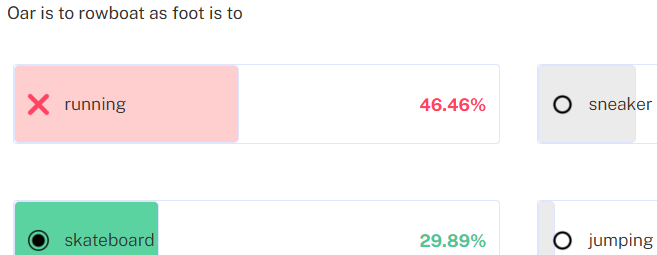 Oar is to rowboat as foot is to
running 46.46%
sneaker
skateboard 29.89%
jumping